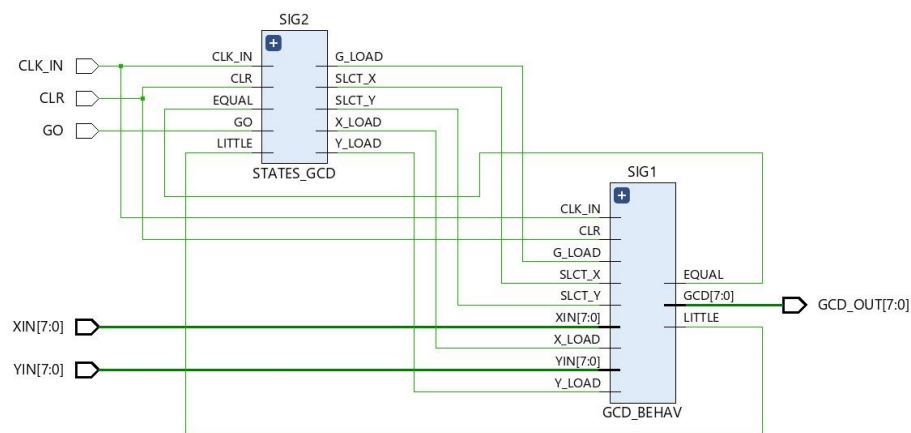 SIG2
CLK_IN
CLR
GO
CLK_IN
CLR
EQUAL
GO
LITTLE
G_LOAD
SLCT_X
SLCT_Y
X_LOAD
Y_LOAD
STATES_GCD
SIG1
CLK_IN
CLR
G_LOAD
SLCT_X
SLCT_Y
XIN[7:0]
X_LOAD
YIN[7:0]
Y_LOAD
EQUAL
GCD[7:0]
LITTLE
GCD_BEHAV
GCD_OUT[7:0]
XIN[7:0]
YIN[7:0]